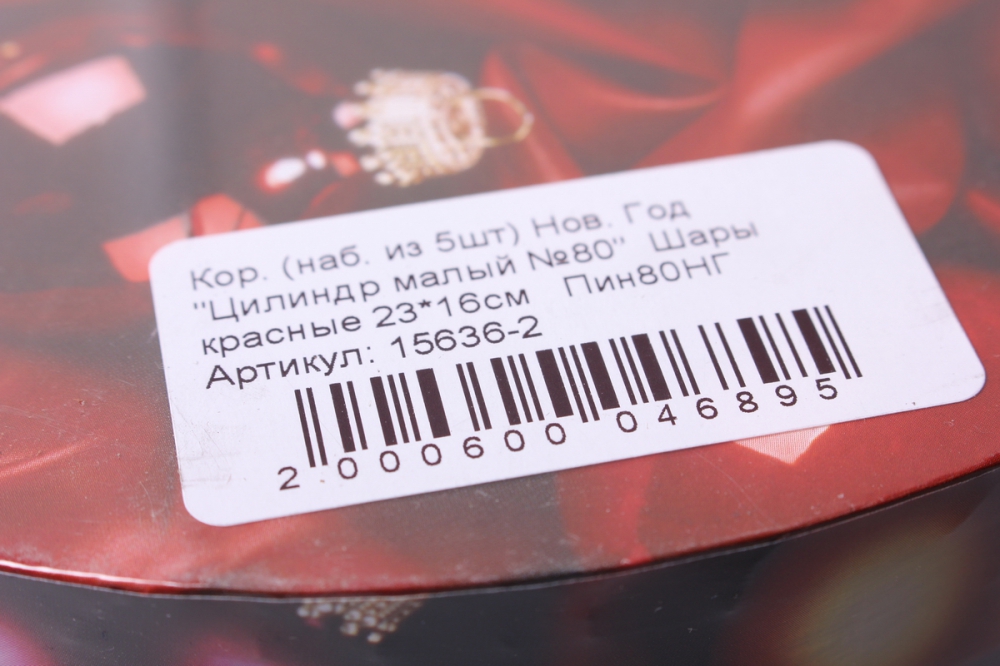 Кор. (наб. из 5шт) Нов. Год
"Цилиндр малый №80" Шары
красные 23*16см Пин80НГ
Артикул: 15636-2
2 000600 046895